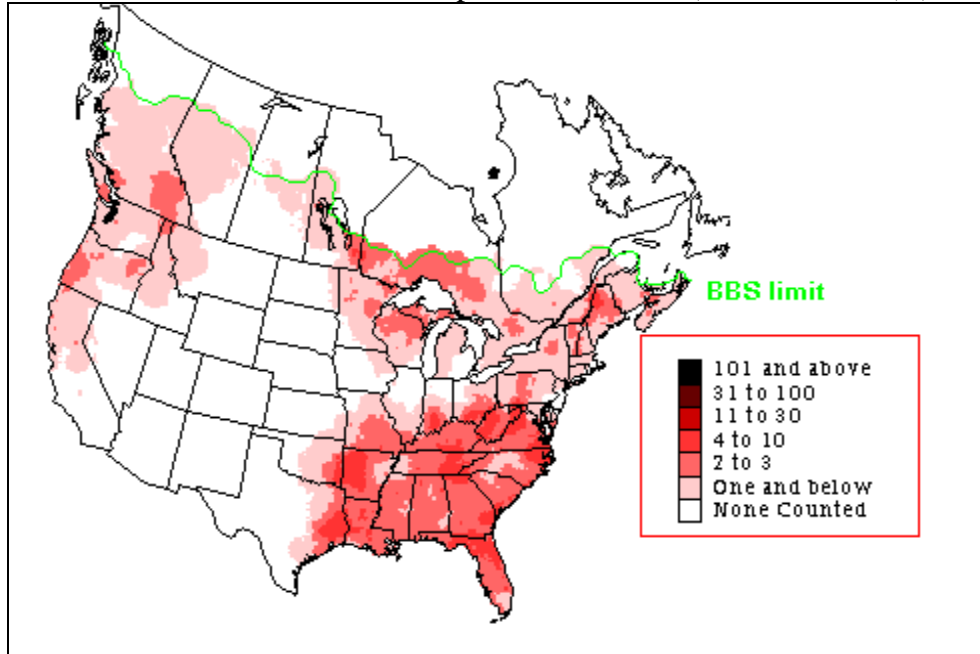 BBS limit
101 and above
31 to 100
11 to 30
4 to 10
2 to 3
One and below
None Counted